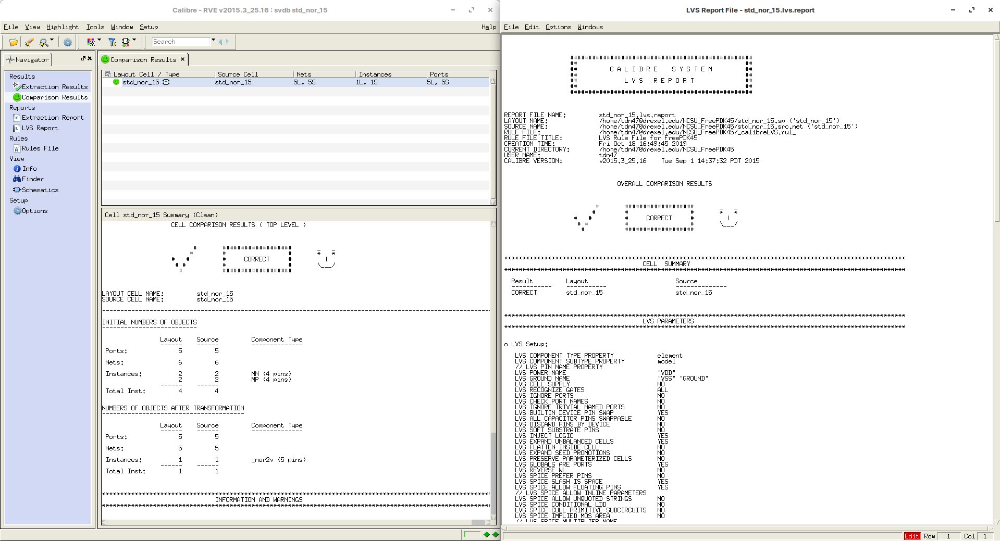 Calibre - RVE v2015.3_25.16 : svdb std_nor_15
File View Highlight Tools Window Setup Help
Search
Navigator
Results
Extraction Results
Comparison Results
Reports
Extraction Report
LVS Report
Rules
Rules File
View
Info
Finder
Schematics
Setup
Options
Comparison Results
Layout Cell / Type Source Cell Nets Instances Ports
std_nor_15 std_nor_15 5L, 5S 1L, 1S 5L, 5S
Cell std_nor_15 Summary (Clean)
CELL COMPARISON RESULTS ( TOP LEVEL )
CORRECT
LAYOUT CELL NAME: std_nor_15
SOURCE CELL NAME: std_nor_15
INITIAL NUMBERS OF OBJECTS
Layout Source Component Type
Ports: 5 5
Nets: 6 6
Instances: 2 2 MN (4 pins)
2 2 MP (4 pins)
Total Inst: 4 4
NUMBERS OF OBJECTS AFTER TRANSFORMATION
Layout Source Component Type
Ports: 5 5
Nets: 5 5
Instances: 1 1 _nor2v (5 pins)
Total Inst: 1 1
INFORMATION AND WARNINGS
LVS Report File - std_nor_15.lvs.report
File Edit Options Windows
CALIBRE SYSTEM
LVS REPORT
REPORT FILE NAME: std_nor_15.lvs.report
LAYOUT NAME: /home/tdn47@drexel.edu/NCSU_FreePDK45/std_nor_15.sp ('std_nor_15')
SOURCE NAME: /home/tdn47@drexel.edu/NCSU_FreePDK45/std_nor_15.src.net ('std_nor_15')
RULE FILE: /home/tdn47@drexel.edu/NCSU_FreePDK45/_calibreLVS.rul_
RULE FILE TITLE: LVS Rule File for FreePDK45
CREATION TIME: Fri Oct 18 16:49:45 2019
CURRENT DIRECTORY: /home/tdn47@drexel.edu/NCSU_FreePDK45
USER NAME: tdn47
CALIBRE VERSION: v2015.3_25.16 Tue Sep 1 14:37:32 PDT 2015
OVERALL COMPARISON RESULTS
CORRECT
CELL SUMMARY
Result Layout Source
CORRECT std_nor_15 std_nor_15
LVS PARAMETERS
o LVS Setup:
LVS COMPONENT TYPE PROPERTY element
LVS COMPONENT SUBTYPE PROPERTY model
// LVS PIN NAME PROPERTY
LVS POWER NAME "VDD"
LVS GROUND NAME "VSS" "GROUND"
LVS CELL SUPPLY NO
LVS RECOGNIZE GATES ALL
LVS IGNORE PORTS NO
LVS CHECK PORT NAMES NO
LVS IGNORE TRIVIAL NAMED PORTS NO
LVS BUILTIN DEVICE PIN SWAP YES
LVS ALL CAPACITOR PINS SWAPPABLE NO
LVS DISCARD PINS BY DEVICE NO
LVS SOFT SUBSTRATE PINS NO
LVS INJECT LOGIC YES
LVS EXPAND UNBALANCED CELLS YES
LVS FLATTEN INSIDE CELL NO
LVS EXPAND SEED PROMOTIONS NO
LVS PRESERVE PARAMETERIZED CELLS NO
LVS GLOBALS ARE PORTS YES
LVS REVERSE WL NO
LVS SPICE PREFER PINS NO
LVS SPICE SLASH IS SPACE YES
LVS SPICE ALLOW FLOATING PINS YES
// LVS SPICE ALLOW INLINE PARAMETERS
LVS SPICE ALLOW UNQUOTED STRINGS NO
LVS SPICE CONDITIONAL LDD NO
LVS SPICE CULL PRIMITIVE SUBCIRCUITS NO
LVS SPICE IMPLIED MOS AREA NO
// LVS SPICE MULTIPLIER NAME
Edit Row 1 Col 1